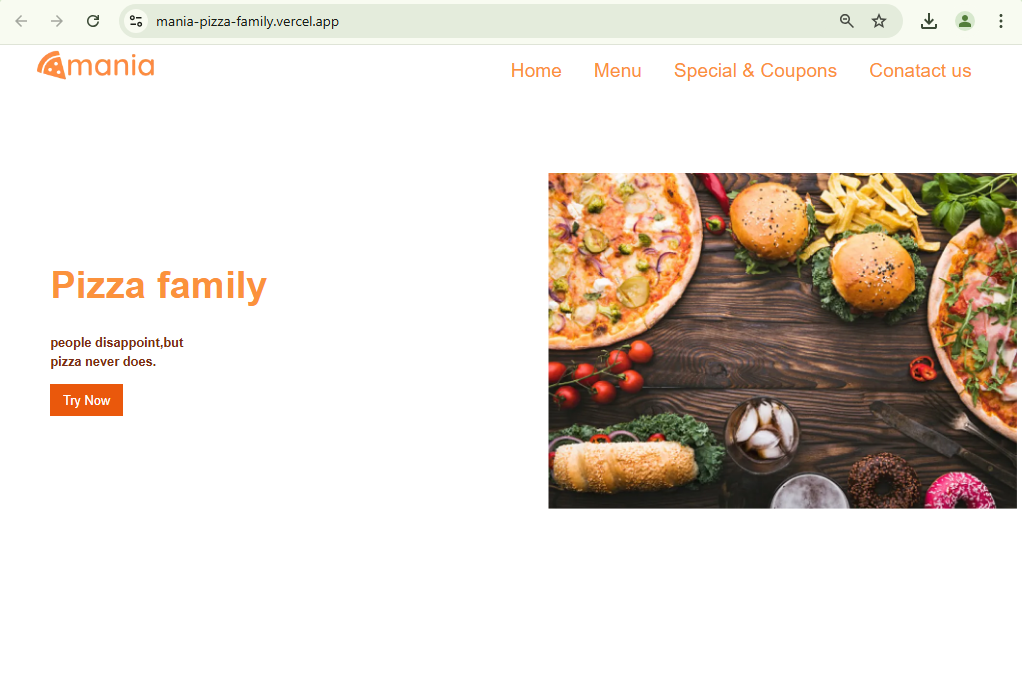 mania-pizza-family.vercel.app
mania
Home Menu Special & Coupons Conatact us
Pizza family
people disappoint,but
pizza never does.
Try Now